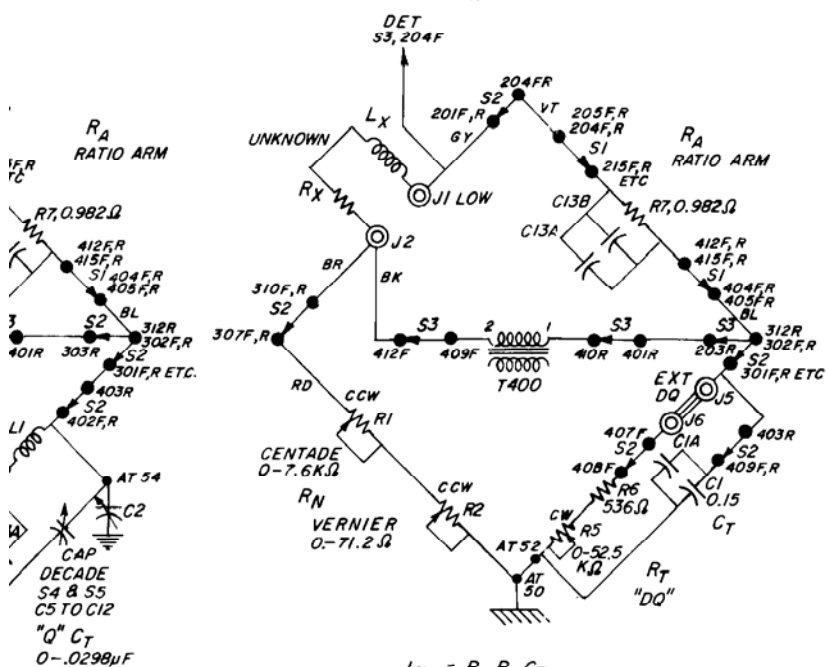 DET
S3, 204F
204FR
S2
201F,R
VT
GY
205F,R
204F,R
S1
215F,R
ETC
RA
RATIO ARM
LX
UNKNOWN
RX
J1 LOW
J2
C13B
C13A
R7, 0.982Ω
412F,R
415F,R
S1
404F,R
405F,R
BL
312R
302F,R
S2
301F,R ETC
BR
BK
310F,R
S2
307F,R
S3
412F
409F
2
1
T400
S3
410R
401R
S3
203R
RD
CCW
R1
CENTADE
0-7.6KΩ
RN
CCW
R2
VERNIER
0-71.2Ω
EXT
DQ
J5
J6
407F
S2
408F
C1A
403R
S2
409F,R
C1
0.15
CT
R6
536Ω
CW
R5
0-52.5
KΩ
AT 52
AT
50
RT
"DQ"
RA
RATIO ARM
F,R
ETC
R7, 0.982Ω
412F,R
415F,R
S1
404F,R
405F,R
BL
3
S2
401R
303R
312R
302F,R
S2
301F,R ETC.
403R
S2
402F,R
L1
AT 54
C2
CAP
DECADE
S4 & S5
C5 TO C12
"Q" CT
0-.0298µF